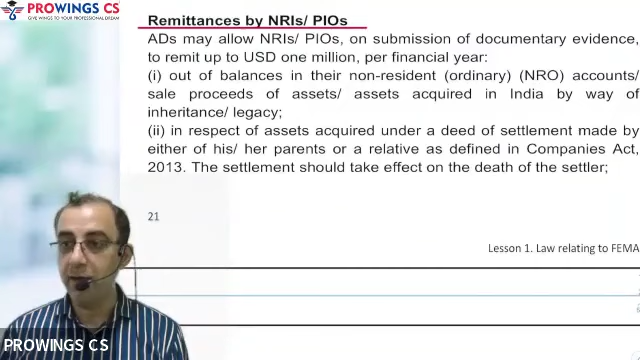 PROWINGS CS
GIVE WINGS TO YOUR PROFESSIONAL DREAM
Remittances by NRIs/ PIOs
ADs may allow NRIs/ PIOs, on submission of documentary evidence,
to remit up to USD one million, per financial year:
(i) out of balances in their non-resident (ordinary) (NRO) accounts/
sale proceeds of assets/ assets acquired in India by way of
inheritance/ legacy;
(ii) in respect of assets acquired under a deed of settlement made by
either of his/ her parents or a relative as defined in Companies Act,
2013. The settlement should take effect on the death of the settler;
21
Lesson 1. Law relating to FEMA
PROWINGS CS